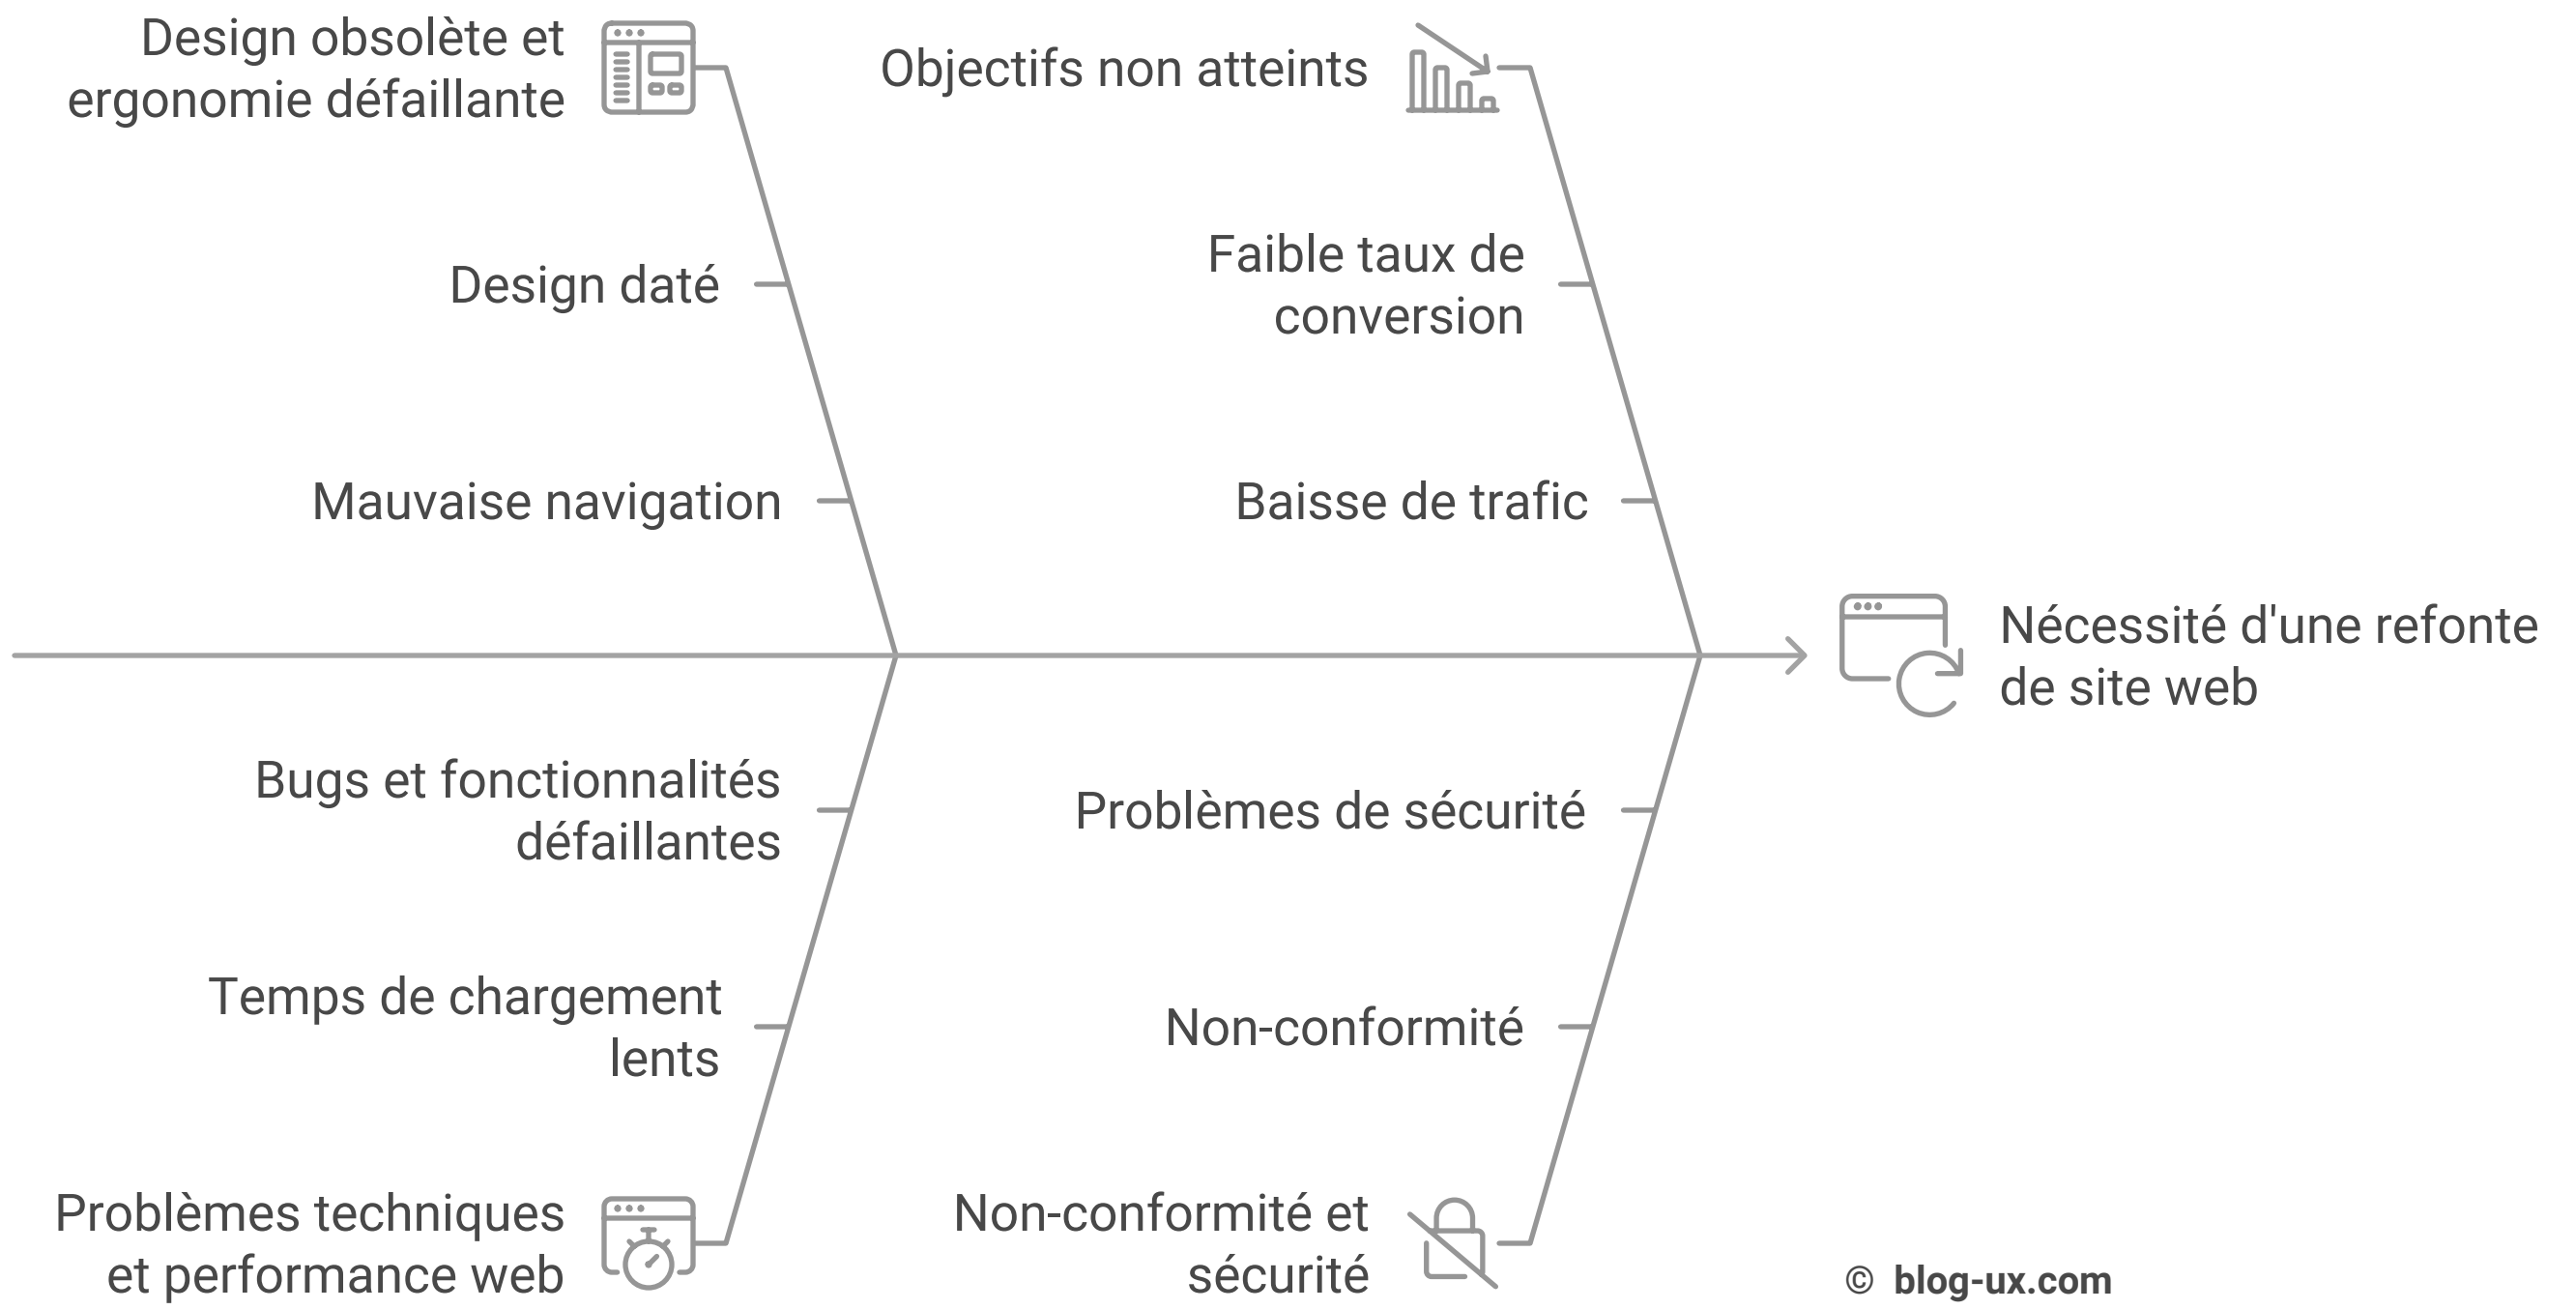 Design obsolète et
ergonomie défaillante
Objectifs non atteints
Design daté
Faible taux de
conversion
Mauvaise navigation
Baisse de trafic
Nécessité d'une refonte
de site web
Bugs et fonctionnalités
défaillantes
Problèmes de sécurité
Temps de chargement
lents
Non-conformité
Problèmes techniques
et performance web
Non-conformité et
sécurité
© blog-ux.com